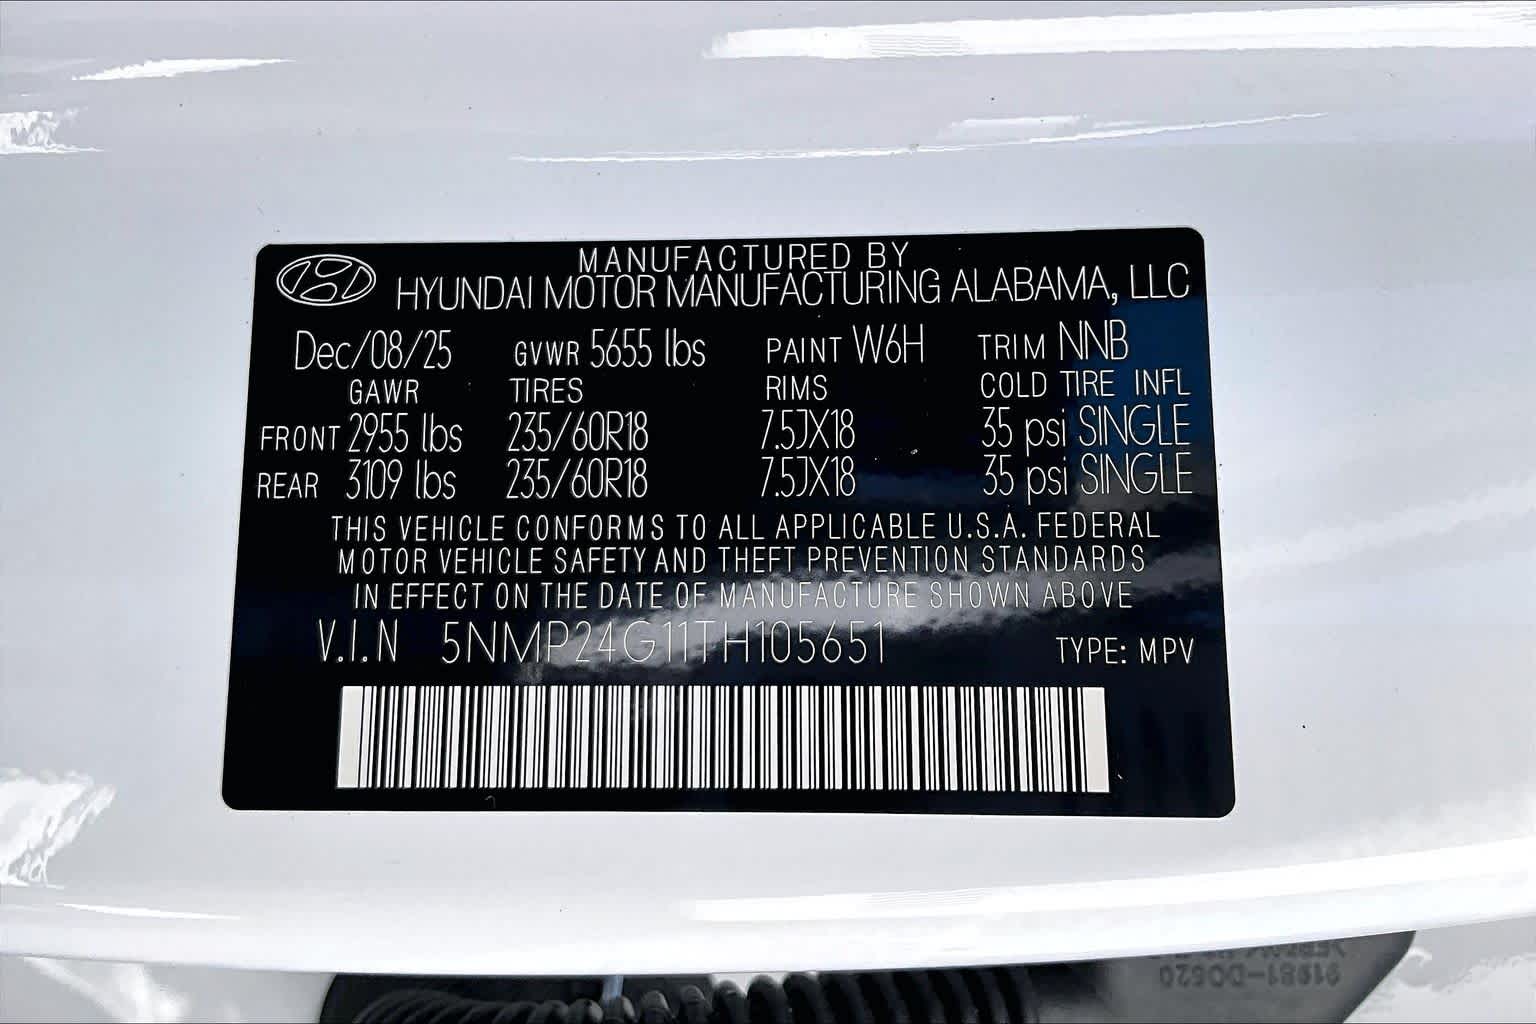 MANUFACTURED BY
HYUNDAI MOTOR MANUFACTURING ALABAMA, LLC
Dec/08/25 GVWR 5655 lbs PAINT W6H TRIM NNB
GAWR TIRES RIMS COLD TIRE INFL
FRONT 2955 lbs 235/60R18 7.5JX18 35 psi SINGLE
REAR 3109 lbs 235/60R18 7.5JX18 35 psi SINGLE
THIS VEHICLE CONFORMS TO ALL APPLICABLE U.S.A. FEDERAL
MOTOR VEHICLE SAFETY AND THEFT PREVENTION STANDARDS
IN EFFECT ON THE DATE OF MANUFACTURE SHOWN ABOVE
V.I.N 5NMP24G11TH105651 TYPE: MPV